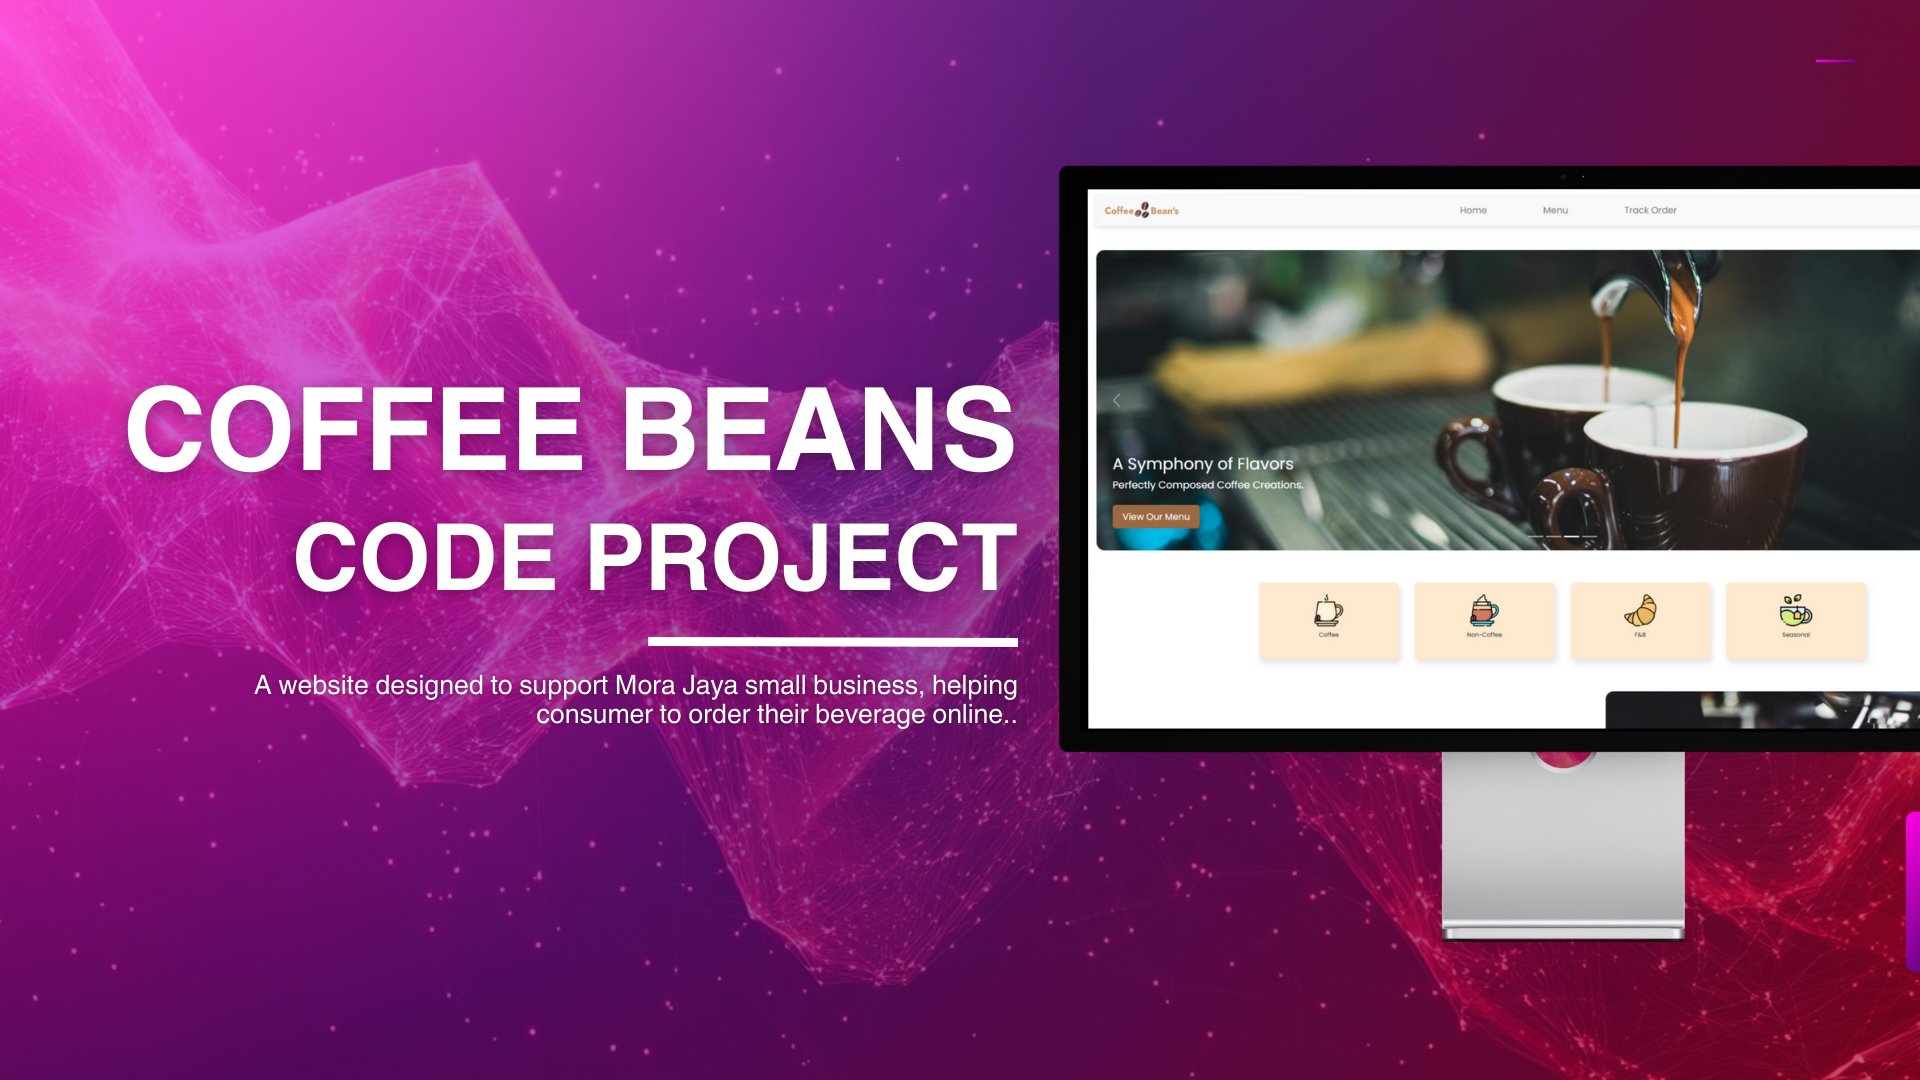 COFFEE BEANS
CODE PROJECT
A website designed to support Mora Jaya small business, helping
consumer to order their beverage online..
Coffee Bean's
Home Menu Track Order
A Symphony of Flavors
Perfectly Composed Coffee Creations.
View Our Menu
Coffee Non-Coffee F&B Seasonal